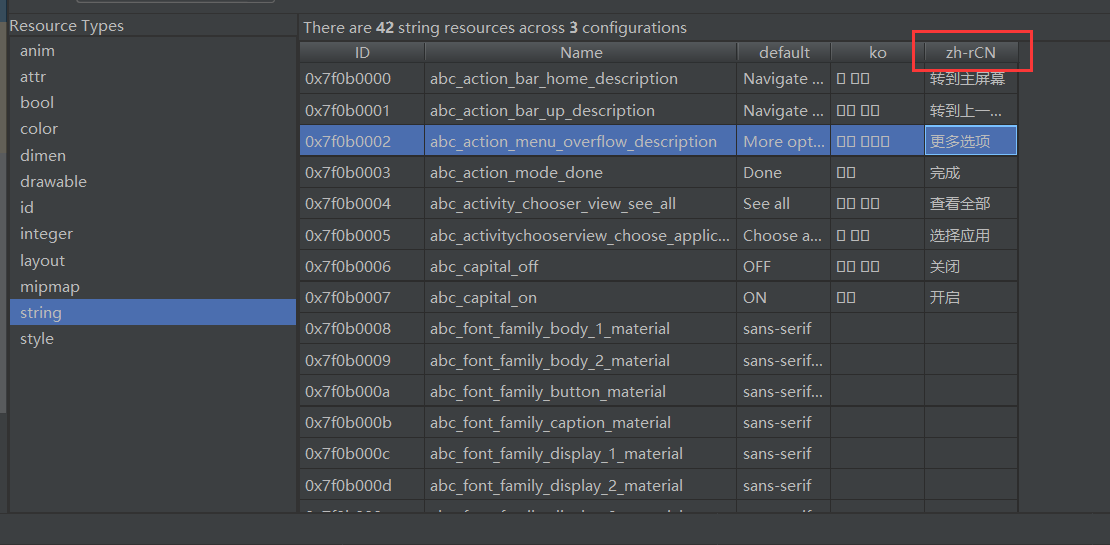 Resource Types
anim
attr
bool
color
dimen
drawable
id
integer
layout
mipmap
string
style
There are 42 string resources across 3 configurations
ID Name default ko zh-rCN
0x7f0b0000 abc_action_bar_home_description Navigate ... 转到主屏幕
0x7f0b0001 abc_action_bar_up_description Navigate ... 转到上一...
0x7f0b0002 abc_action_menu_overflow_description More opt... 更多选项
0x7f0b0003 abc_action_mode_done Done 完成
0x7f0b0004 abc_activity_chooser_view_see_all See all 查看全部
0x7f0b0005 abc_activitychooserview_choose_applic... Choose a... 选择应用
0x7f0b0006 abc_capital_off OFF 关闭
0x7f0b0007 abc_capital_on ON 开启
0x7f0b0008 abc_font_family_body_1_material sans-serif
0x7f0b0009 abc_font_family_body_2_material sans-serif...
0x7f0b000a abc_font_family_button_material sans-serif...
0x7f0b000b abc_font_family_caption_material sans-serif
0x7f0b000c abc_font_family_display_1_material sans-serif
0x7f0b000d abc_font_family_display_2_material sans-serif